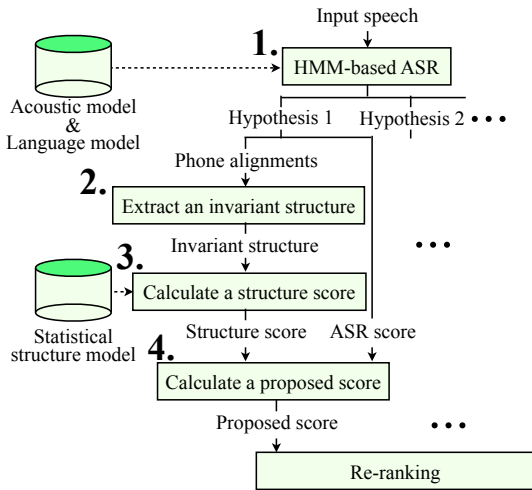 Input speech
1.
HMM-based ASR
Acoustic model
&
Language model
Hypothesis 1
Hypothesis 2
•••
Phone alignments
2.
Extract an invariant structure
•••
Invariant structure
3.
Calculate a structure score
Statistical
structure model
Structure score
ASR score
4.
Calculate a proposed score
Proposed score
•••
Re-ranking